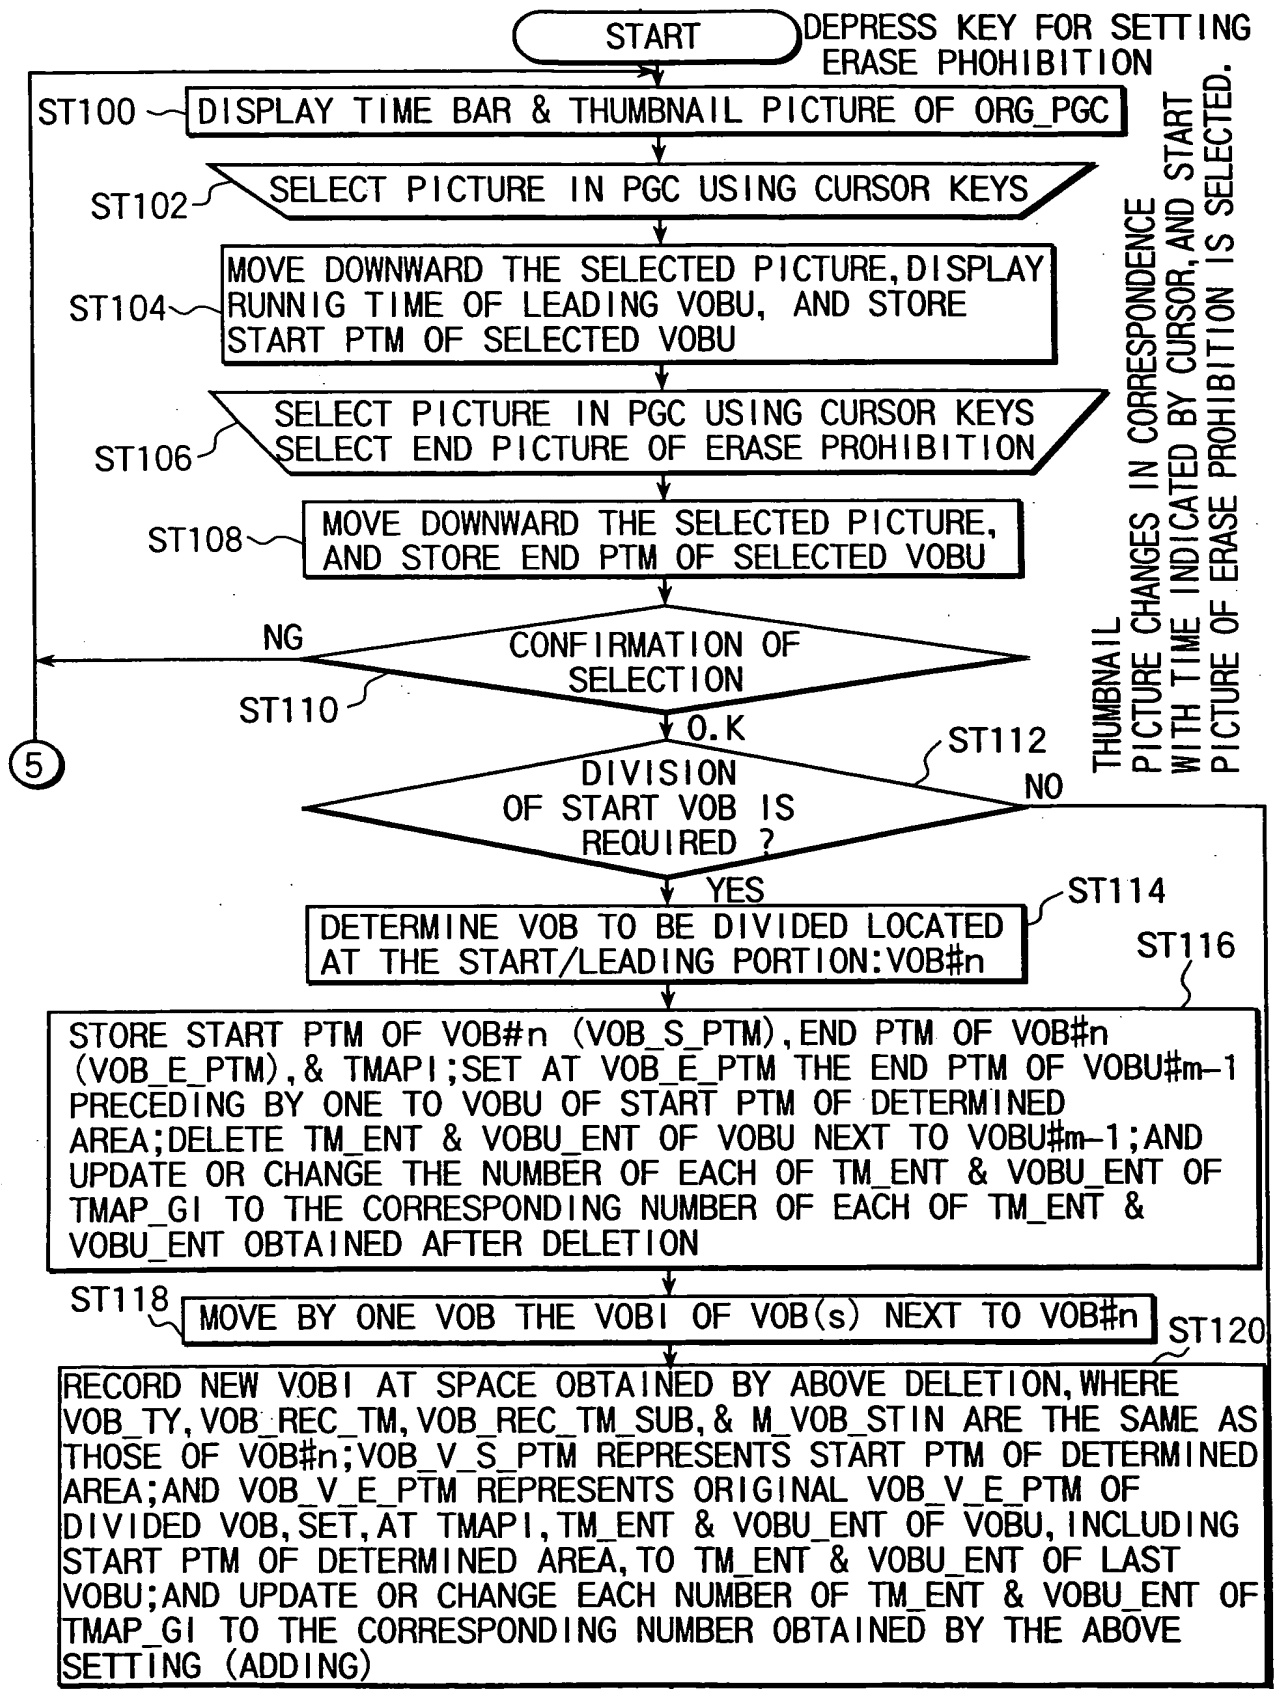 START
DEPRESS KEY FOR SETTING
ERASE PHOHIBITION
ST100
DISPLAY TIME BAR & THUMBNAIL PICTURE OF ORG_PGC
ST102
SELECT PICTURE IN PGC USING CURSOR KEYS
ST104
MOVE DOWNWARD THE SELECTED PICTURE, DISPLAY
RUNNIG TIME OF LEADING VOBU, AND STORE
START PTM OF SELECTED VOBU
ST106
SELECT PICTURE IN PGC USING CURSOR KEYS
SELECT END PICTURE OF ERASE PROHIBITION
ST108
MOVE DOWNWARD THE SELECTED PICTURE,
AND STORE END PTM OF SELECTED VOBU
THUMBNAIL
PICTURE CHANGES IN CORRESPONDENCE
WITH TIME INDICATED BY CURSOR, AND START
PICTURE OF ERASE PROHIBITION IS SELECTED.
NG
CONFIRMATION OF
SELECTION
ST110
O.K
5
ST112
DIVISION
OF START VOB IS
REQUIRED ?
NO
YES
ST114
DETERMINE VOB TO BE DIVIDED LOCATED
AT THE START/LEADING PORTION:VOB#n
ST116
STORE START PTM OF VOB#n (VOB_S_PTM), END PTM OF VOB#n
(VOB_E_PTM), & TMAPI;SET AT VOB_E_PTM THE END PTM OF VOBU#m-1
PRECEDING BY ONE TO VOBU OF START PTM OF DETERMINED
AREA;DELETE TM_ENT & VOBU_ENT OF VOBU NEXT TO VOBU#m-1;AND
UPDATE OR CHANGE THE NUMBER OF EACH OF TM_ENT & VOBU_ENT OF
TMAP_GI TO THE CORRESPONDING NUMBER OF EACH OF TM_ENT &
VOBU_ENT OBTAINED AFTER DELETION
ST118
MOVE BY ONE VOB THE VOBI OF VOB(s) NEXT TO VOB#n
ST120
RECORD NEW VOBI AT SPACE OBTAINED BY ABOVE DELETION, WHERE
VOB_TY, VOB_REC_TM, VOB_REC_TM_SUB, & M_VOB_STIN ARE THE SAME AS
THOSE OF VOB#n;VOB_V_S_PTM REPRESENTS START PTM OF DETERMINED
AREA;AND VOB_V_E_PTM REPRESENTS ORIGINAL VOB_V_E_PTM OF
DIVIDED VOB, SET, AT TMAPI, TM_ENT & VOBU_ENT OF VOBU, INCLUDING
START PTM OF DETERMINED AREA, TO TM_ENT & VOBU_ENT OF LAST
VOBU;AND UPDATE OR CHANGE EACH NUMBER OF TM_ENT & VOBU_ENT OF
TMAP_GI TO THE CORRESPONDING NUMBER OBTAINED BY THE ABOVE
SETTING (ADDING)